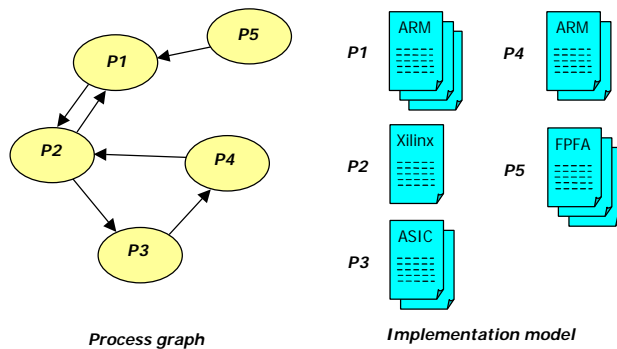 P5
P1
P2
P4
P3
Process graph
P1
ARM
P4
ARM
P2
Xilinx
P5
FPFA
P3
ASIC
Implementation model